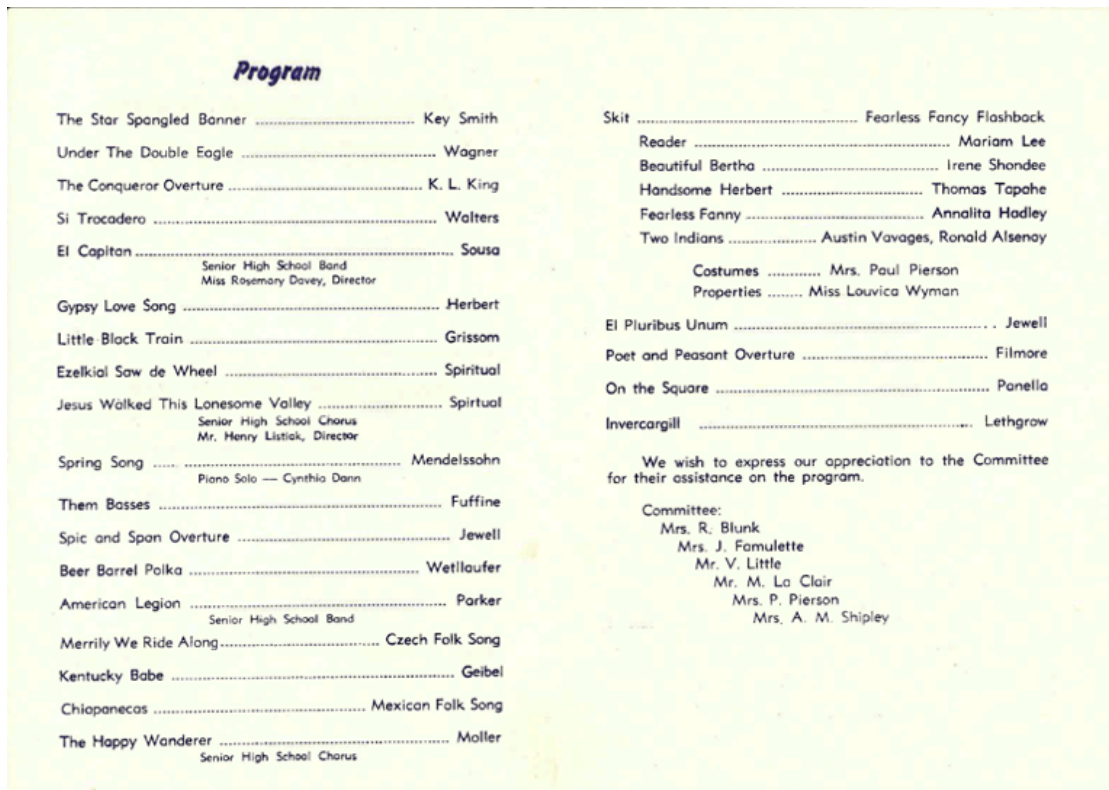 Program
The Star Spangled Banner ........ Key Smith
Under The Double Eagle ........ Wagner
The Conqueror Overture ........ K. L. King
Si Trocadero ........ Walters
El Capitan ........ Sousa
Senior High School Band
Miss Rosemary Davey, Director
Gypsy Love Song ........ Herbert
Little Black Train ........ Grissom
Ezelkial Saw de Wheel ........ Spiritual
Jesus Walked This Lonesome Valley ........ Spirtual
Senior High School Chorus
Mr. Henry Listiak, Director
Spring Song ........ Mendelssohn
Piano Solo — Cynthia Dann
Them Basses ........ Fuffine
Spic and Span Overture ........ Jewell
Beer Barrel Polka ........ Wetllaufer
American Legion ........ Parker
Senior High School Band
Merrily We Ride Along ........ Czech Folk Song
Kentucky Babe ........ Geibel
Chiapanecas ........ Mexican Folk Song
The Happy Wanderer ........ Moller
Senior High School Chorus
Skit ........ Fearless Fancy Flashback
Reader ........ Mariam Lee
Beautiful Bertha ........ Irene Shondee
Handsome Herbert ........ Thomas Tapahe
Fearless Fanny ........ Annalita Hadley
Two Indians ........ Austin Vavages, Ronald Alsenay
Costumes ........ Mrs. Paul Pierson
Properties ........ Miss Louvica Wyman
El Pluribus Unum ........ Jewell
Poet and Peasant Overture ........ Filmore
On the Square ........ Panella
Invercargill ........ Lethgrow
We wish to express our appreciation to the Committee
for their assistance on the program.
Committee:
Mrs. R. Blunk
Mrs. J. Famulette
Mr. V. Little
Mr. M. La Clair
Mrs. P. Pierson
Mrs. A. M. Shipley